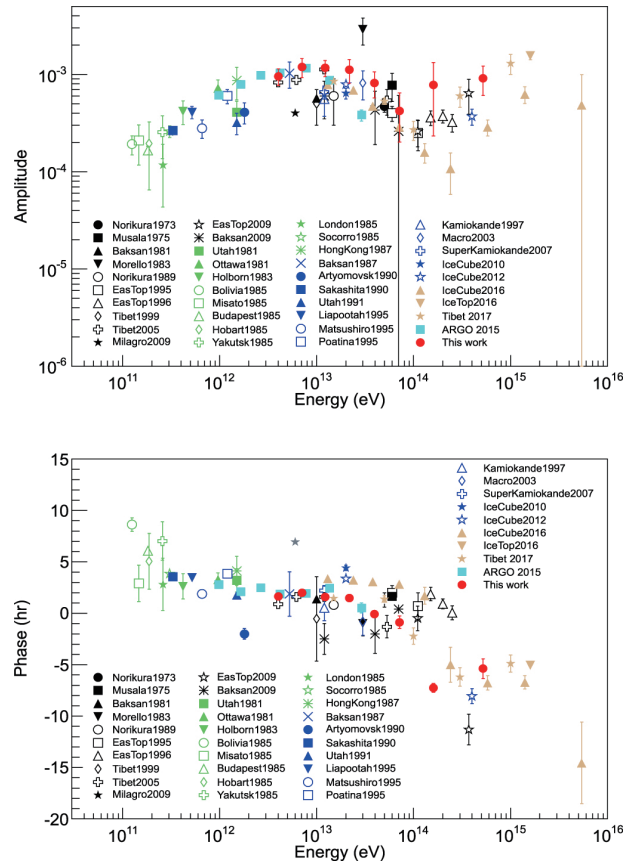 10⁻³
10⁻⁴
10⁻⁵
10⁻⁶
Amplitude
Norikura1973
Musala1975
Baksan1981
Morello1983
Norikura1989
EasTop1995
EasTop1996
Tibet1999
Tibet2005
Milagro2009
EasTop2009
Baksan2009
Utah1981
Ottawa1981
Holborn1983
Bolivia1985
Misato1985
Budapest1985
Hobart1985
Yakutsk1985
London1985
Socorro1985
HongKong1987
Baksan1987
Artyomovsk1990
Sakashita1990
Utah1991
Liapootah1995
Matsushiro1995
Poatina1995
Kamiokande1997
Macro2003
SuperKamiokande2007
IceCube2010
IceCube2012
IceCube2016
IceTop2016
Tibet 2017
ARGO 2015
This work
10¹¹ 10¹² 10¹³ 10¹⁴ 10¹⁵ 10¹⁶
Energy (eV)
15
10
5
0
-5
-10
-15
-20
Phase (hr)
Kamiokande1997
Macro2003
SuperKamiokande2007
IceCube2010
IceCube2012
IceCube2016
IceTop2016
Tibet 2017
ARGO 2015
This work
Norikura1973
Musala1975
Baksan1981
Morello1983
Norikura1989
EasTop1995
EasTop1996
Tibet1999
Tibet2005
Milagro2009
EasTop2009
Baksan2009
Utah1981
Ottawa1981
Holborn1983
Bolivia1985
Misato1985
Budapest1985
Hobart1985
Yakutsk1985
London1985
Socorro1985
HongKong1987
Baksan1987
Artyomovsk1990
Sakashita1990
Utah1991
Liapootah1995
Matsushiro1995
Poatina1995
10¹¹ 10¹² 10¹³ 10¹⁴ 10¹⁵ 10¹⁶
Energy (eV)